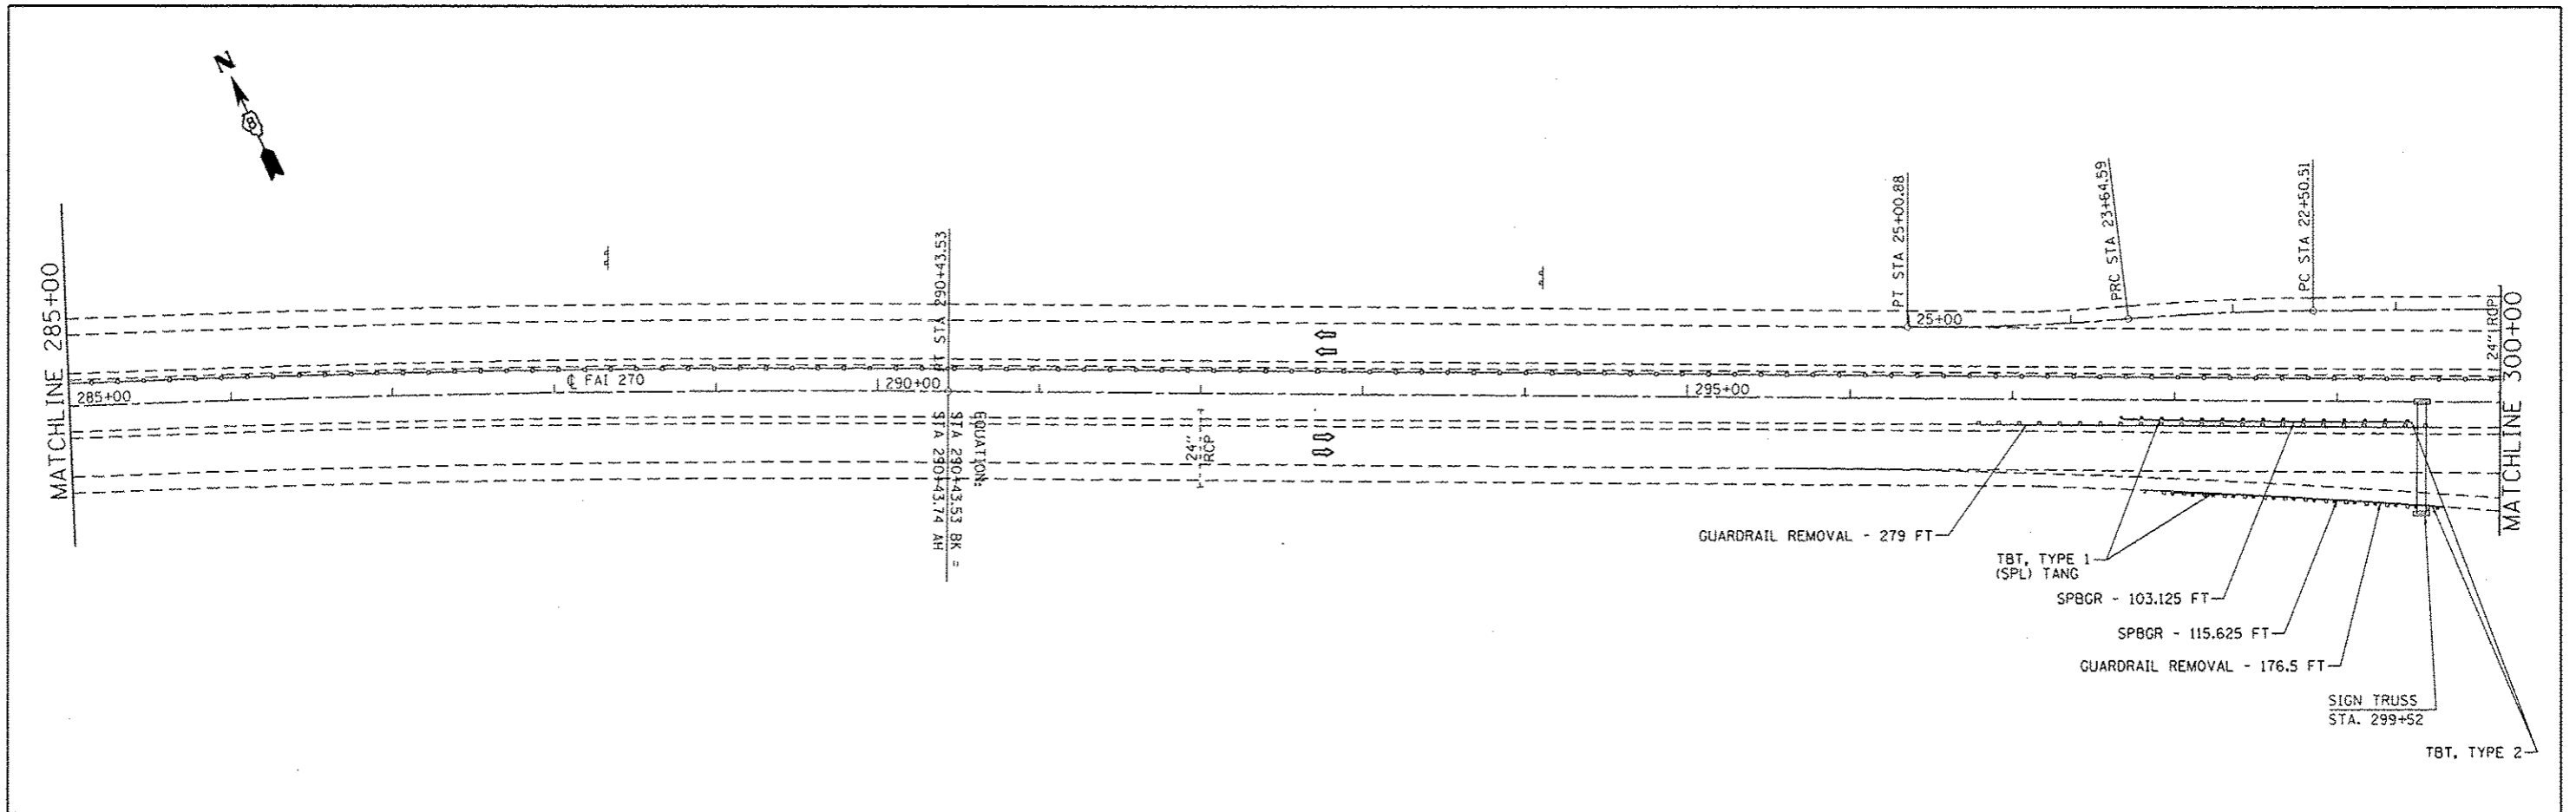 N
8
MATCHLINE 285+00
285+00
℄ FAI 270
290+00
PT STA 290+43.53
EQUATION:
STA 290+43.53 BK =
STA 290+43.74 AH
24"
RCP
295+00
PT STA 25+00.88
25+00
PRC STA 23+64.59
PC STA 22+50.51
24" RCP
MATCHLINE 300+00
GUARDRAIL REMOVAL - 279 FT
TBT, TYPE 1
(SPL) TANG
SPBGR - 103.125 FT
SPBGR - 115.625 FT
GUARDRAIL REMOVAL - 176.5 FT
SIGN TRUSS
STA. 299+52
TBT, TYPE 2